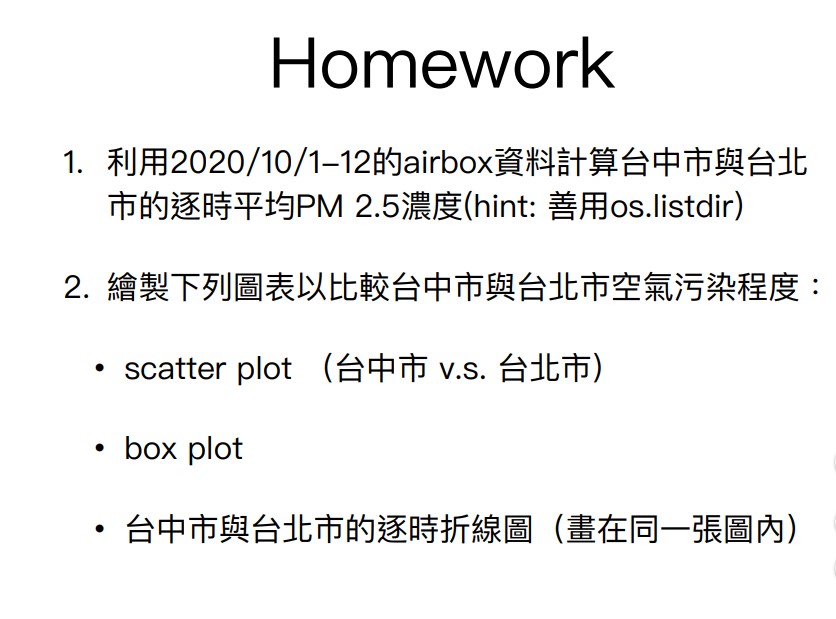 Homework
1. 利用2020/10/1–12的airbox資料計算台中市與台北
市的逐時平均PM 2.5濃度(hint: 善用os.listdir)
2. 繪製下列圖表以比較台中市與台北市空氣污染程度：
• scatter plot （台中市 v.s. 台北市）
• box plot
• 台中市與台北市的逐時折線圖（畫在同一張圖內）